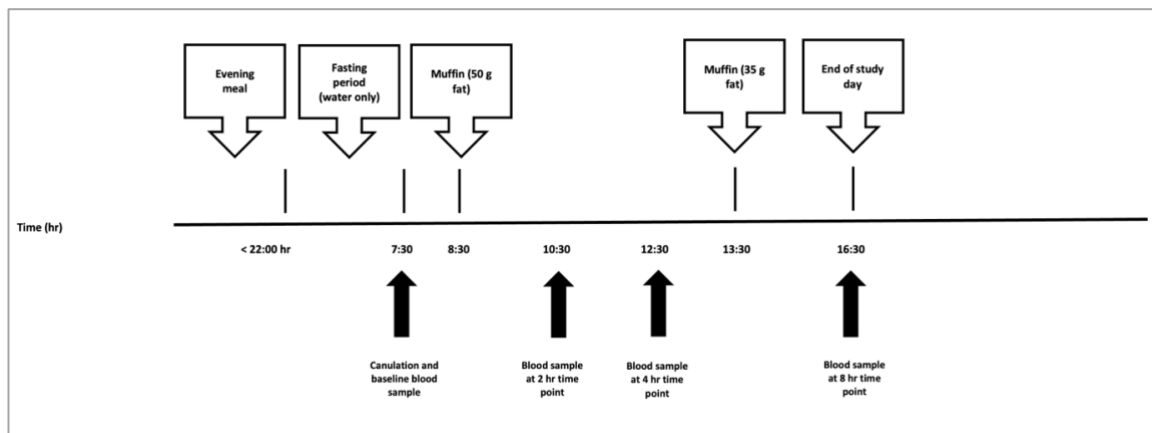 Evening
meal
Fasting
period
(water only)
Muffin (50 g
fat)
Muffin (35 g
fat)
End of study
day
Time (hr)
< 22:00 hr
7:30
8:30
10:30
12:30
13:30
16:30
Canulation and
baseline blood
sample
Blood sample
at 2 hr time
point
Blood sample
at 4 hr time
point
Blood sample
at 8 hr time
point